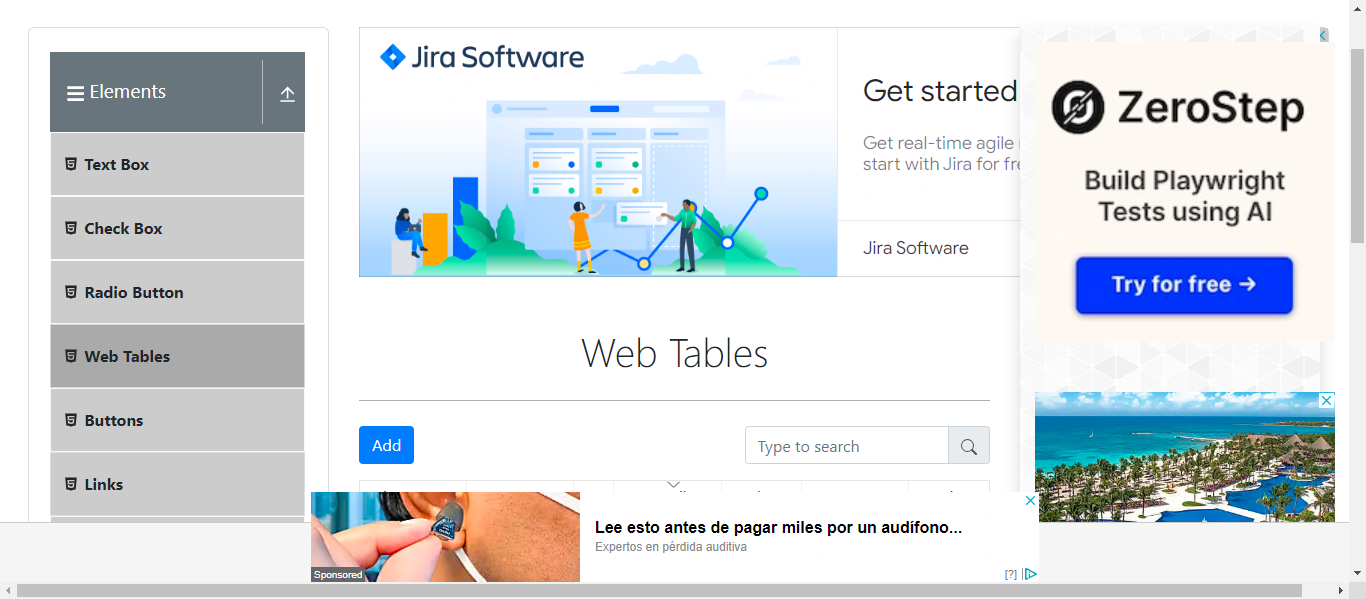 Elements
Text Box
Check Box
Radio Button
Web Tables
Buttons
Links
Jira Software
Get started
Get real-time agile
start with Jira for fre
Jira Software
ZeroStep
Build Playwright
Tests using AI
Try for free →
Web Tables
Add
Type to search
Sponsored
Lee esto antes de pagar miles por un audífono...
Expertos en pérdida auditiva
[?]